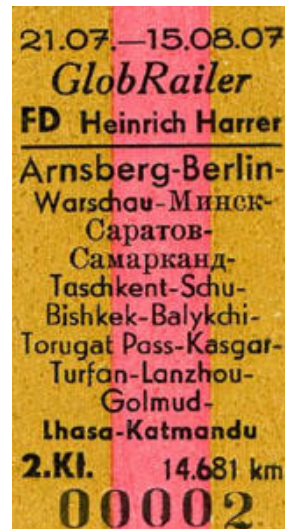 21.07.—15.08.07
GlobRailer
FD Heinrich Harrer
Arnsberg-Berlin-
Warschau-Минск-
Саратов-
Самарканд-
Taschkent-Schu-
Bishkek-Balykchi-
Torugat Pass-Kasgar-
Turfan-Lanzhou-
Golmud-
Lhasa-Katmandu
2.Kl. 14.681 km
00002